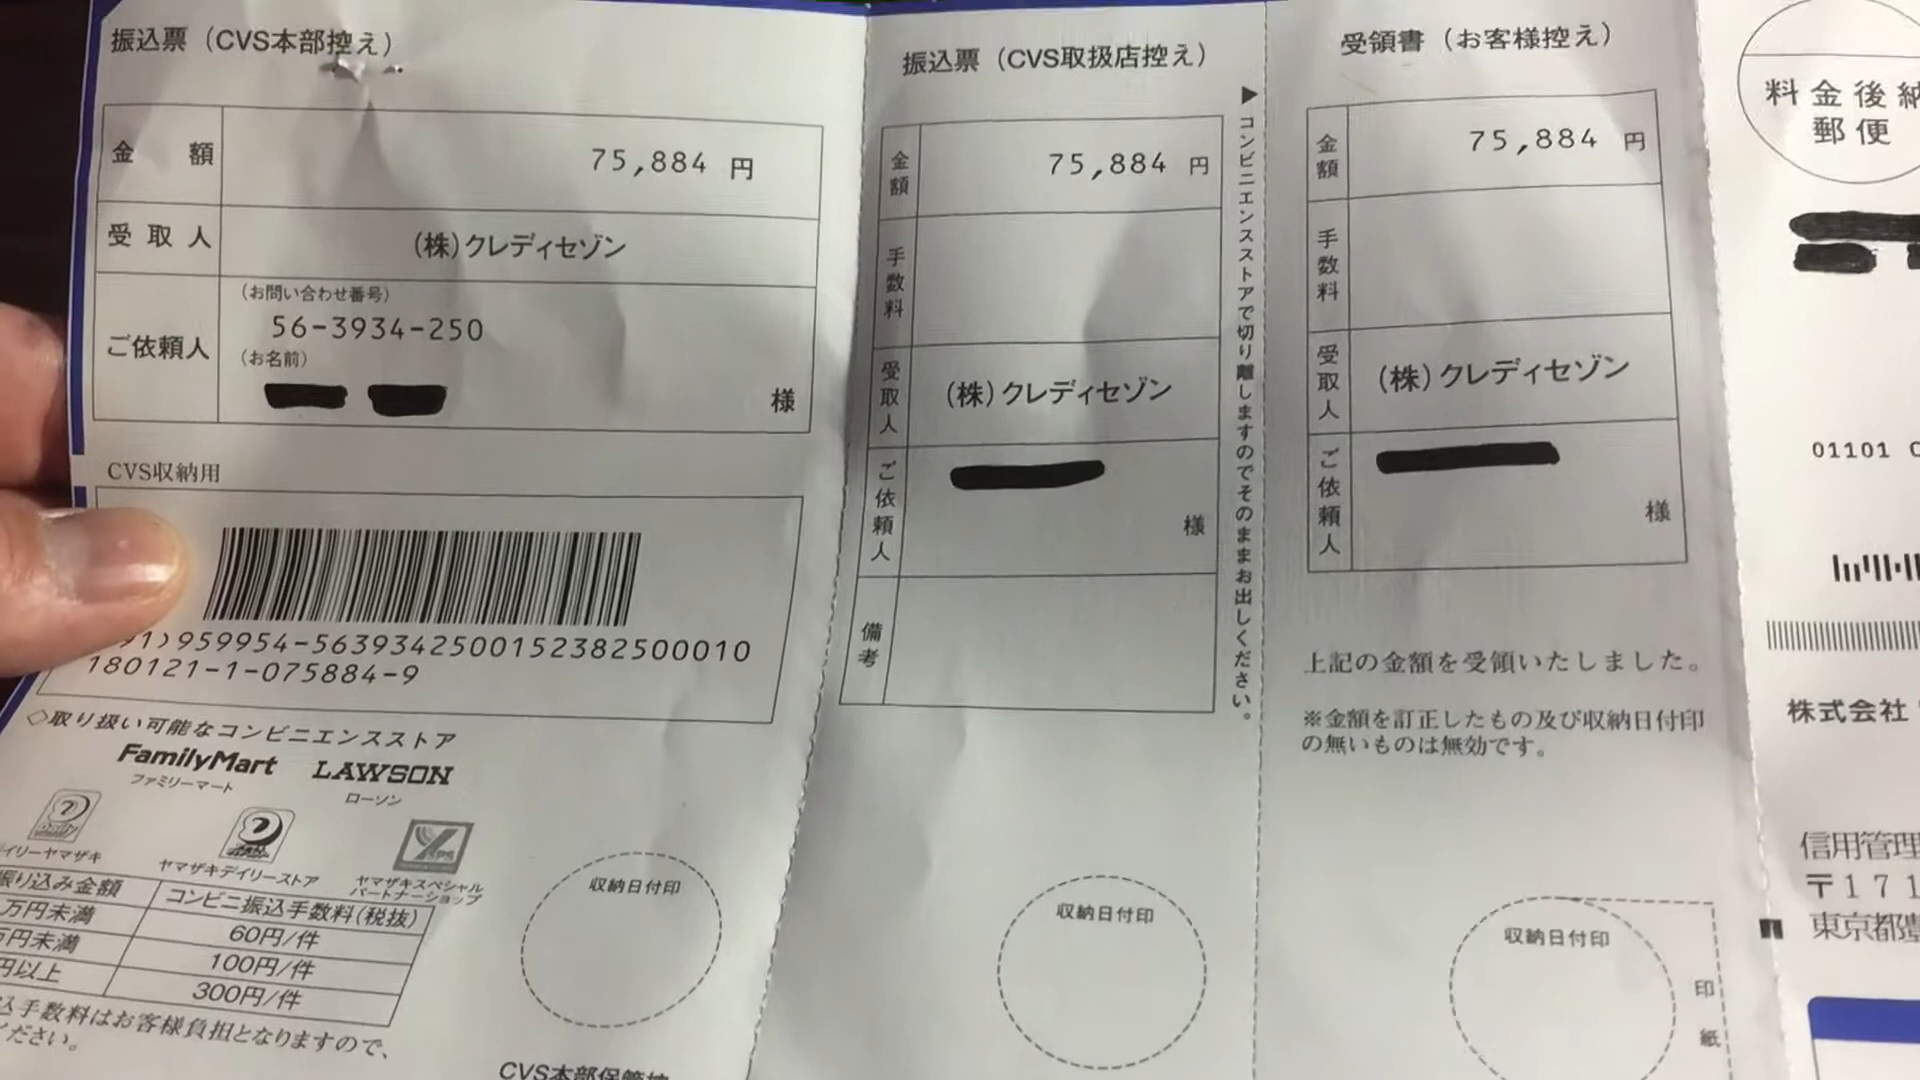 振込票（CVS本部控え）
金額
75,884 円
受取人
（株）クレディセゾン
ご依頼人
（お問い合わせ番号）
56-3934-250
（お名前）
様
CVS収納用
91)959954-56393425001523825000 10
180121-1-075884-9
◇取り扱い可能なコンビニエンスストア
FamilyMart LAWSON
ファミリーマート
ローソン
Daily
イリーヤマザキ
ヤマザキデイリーストア
YSPS
ヤマザキスペシャル
パートナーショップ
振り込み金額
コンビニ振込手数料（税抜）
万円未満
60円/件
万円未満
100円/件
円以上
300円/件
込手数料はお客様負担となりますので、
ください。
収納日付印
CVS本部保管
振込票（CVS取扱店控え）
金額
75,884 円
手数料
受取人
（株）クレディセゾン
ご依頼人
様
備考
収納日付印
▶コンビニエンスストアで切り離しますのでそのままお出しください。
受領書（お客様控え）
金額
75,884 円
手数料
受取人
（株）クレディセゾン
ご依頼人
様
上記の金額を受領いたしました。
※金額を訂正したもの及び収納日付印
の無いものは無効です。
収納日付印
印紙
料金後納
郵便
01101
株式会社
信用管理
〒171
東京都豊